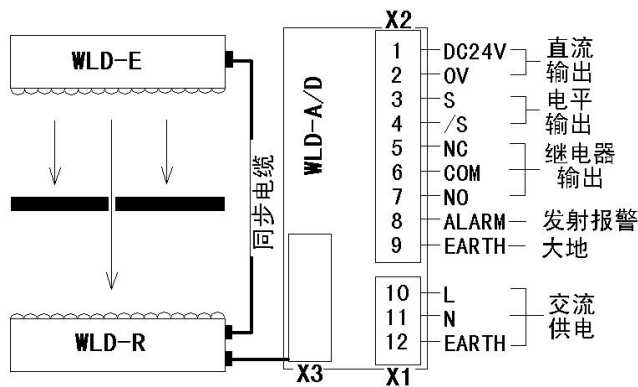 X2
WLD-E
WLD-A/D
1 DC24V
2 0V
直流
输出
3 S
4 /S
电平
输出
5 NC
6 COM
7 NO
继电器
输出
8 ALARM 发射报警
9 EARTH 大地
同步电缆
10 L
11 N
12 EARTH
交流
供电
WLD-R
X3
X1